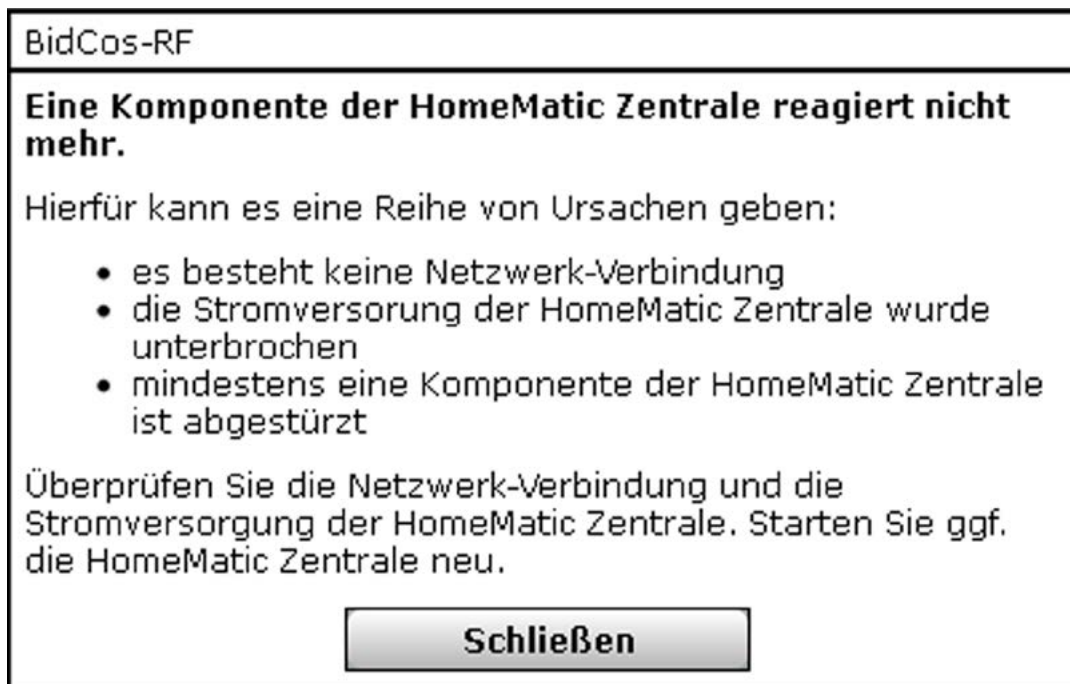 BidCos-RF
Eine Komponente der HomeMatic Zentrale reagiert nicht
mehr.
Hierfür kann es eine Reihe von Ursachen geben:
• es besteht keine Netzwerk-Verbindung
• die Stromversorung der HomeMatic Zentrale wurde
unterbrochen
• mindestens eine Komponente der HomeMatic Zentrale
ist abgestürzt
Überprüfen Sie die Netzwerk-Verbindung und die
Stromversorgung der HomeMatic Zentrale. Starten Sie ggf.
die HomeMatic Zentrale neu.
Schließen